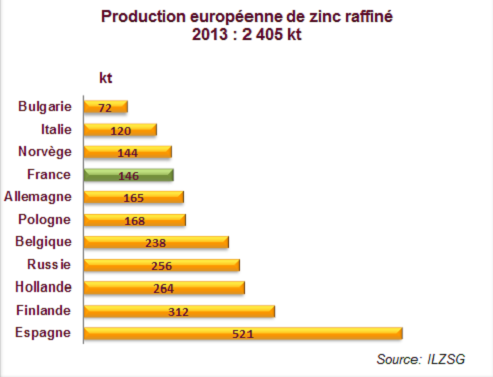 Production européenne de zinc raffiné
2013 : 2 405 kt
kt
Bulgarie 72
Italie 120
Norvège 144
France 146
Allemagne 165
Pologne 168
Belgique 238
Russie 256
Hollande 264
Finlande 312
Espagne 521
Source: ILZSG